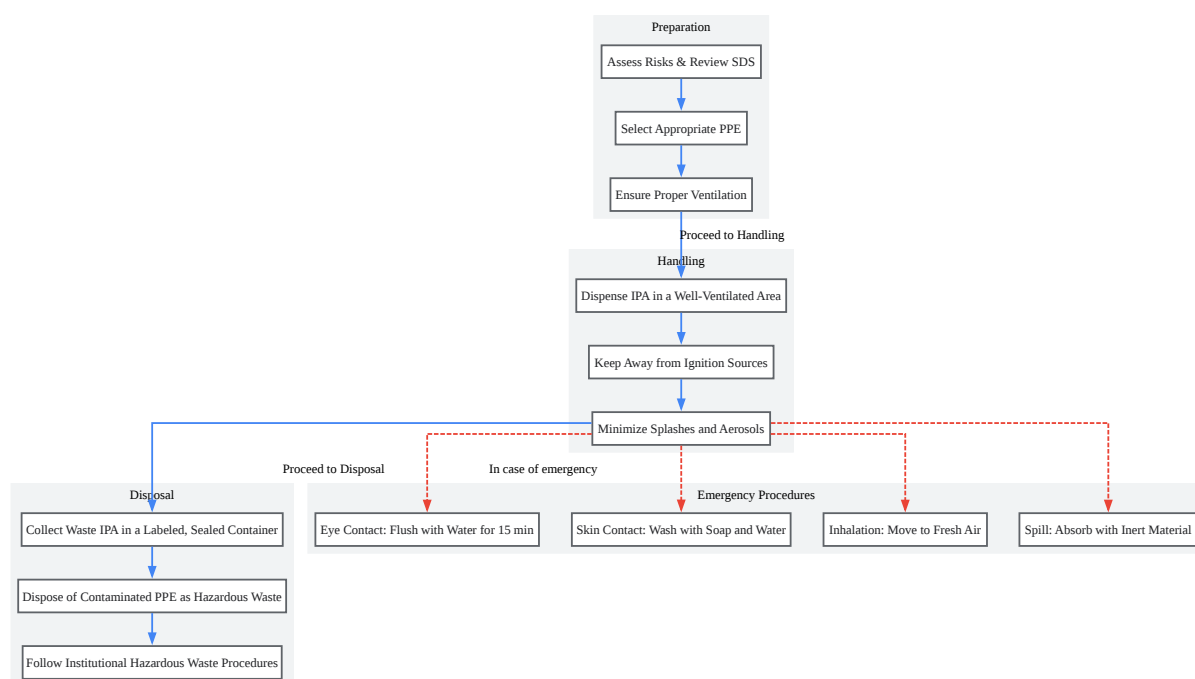 Preparation
Assess Risks & Review SDS
Select Appropriate PPE
Ensure Proper Ventilation
Proceed to Handling
Handling
Dispense IPA in a Well-Ventilated Area
Keep Away from Ignition Sources
Minimize Splashes and Aerosols
Proceed to Disposal
In case of emergency
Disposal
Collect Waste IPA in a Labeled, Sealed Container
Dispose of Contaminated PPE as Hazardous Waste
Follow Institutional Hazardous Waste Procedures
Emergency Procedures
Eye Contact: Flush with Water for 15 min
Skin Contact: Wash with Soap and Water
Inhalation: Move to Fresh Air
Spill: Absorb with Inert Material